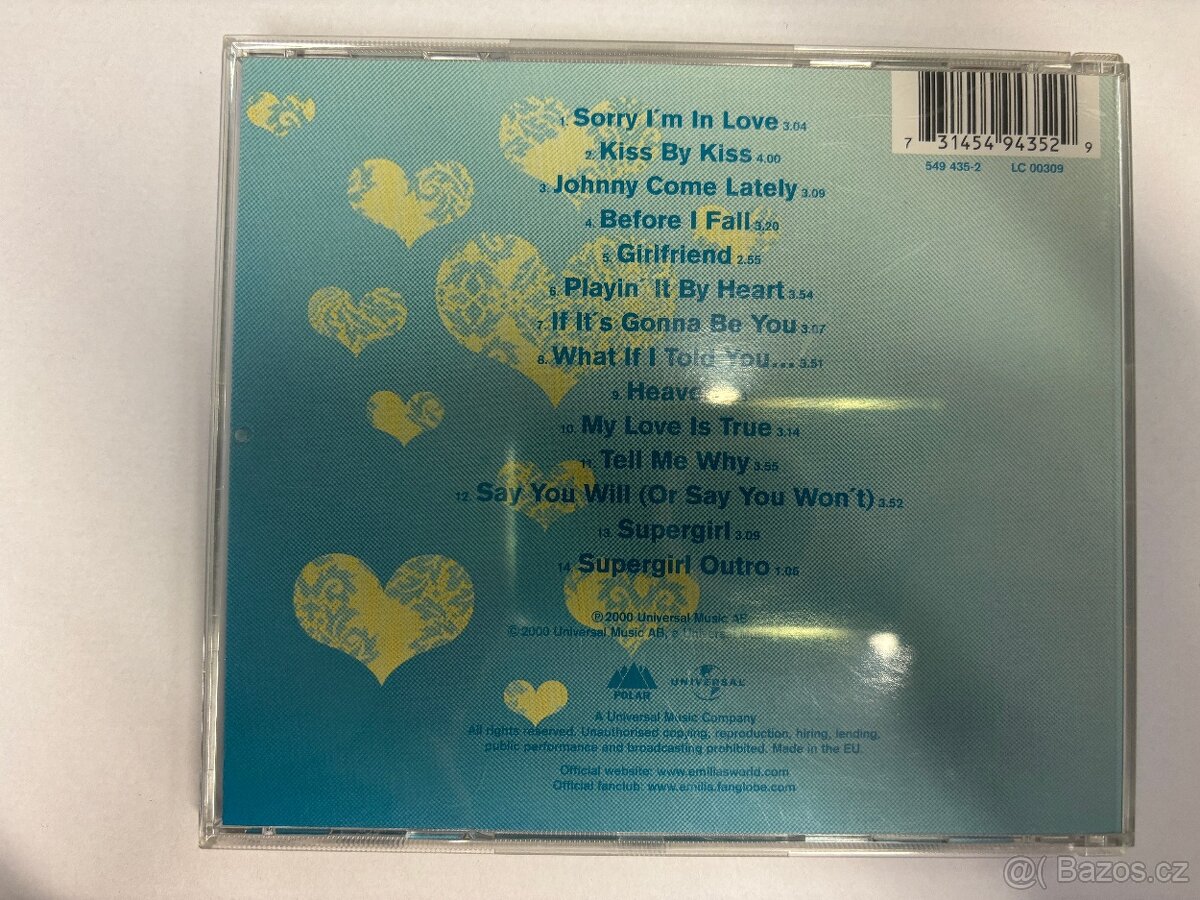 1. Sorry I´m In Love 3.04
2. Kiss By Kiss 4.00
3. Johnny Come Lately 3.09
4. Before I Fall 3.20
5. Girlfriend 2.55
6. Playin´ It By Heart 3.54
7. If It´s Gonna Be You 3.07
8. What If I Told You... 3.51
9.
10. My Love Is True 3.14
11. Tell Me Why 3.55
12. Say You Will (Or Say You Won´t) 3.52
13. Supergirl 3.09
14. Supergirl Outro 1.06
7 31454 94352 9
549 435-2 LC 00309
℗ 2000 Universal Music AB
© 2000 Universal Music AB, a
POLAR
UNIVERSAL
A Universal Music Company
All rights reserved. Unauthorised copying, reproduction, hiring, lending,
public performance and broadcasting prohibited. Made in the EU
Official website: www.emiliasworld.com
Official fanclub: www.emilia.fanglobe.com
@( Bazos.cz